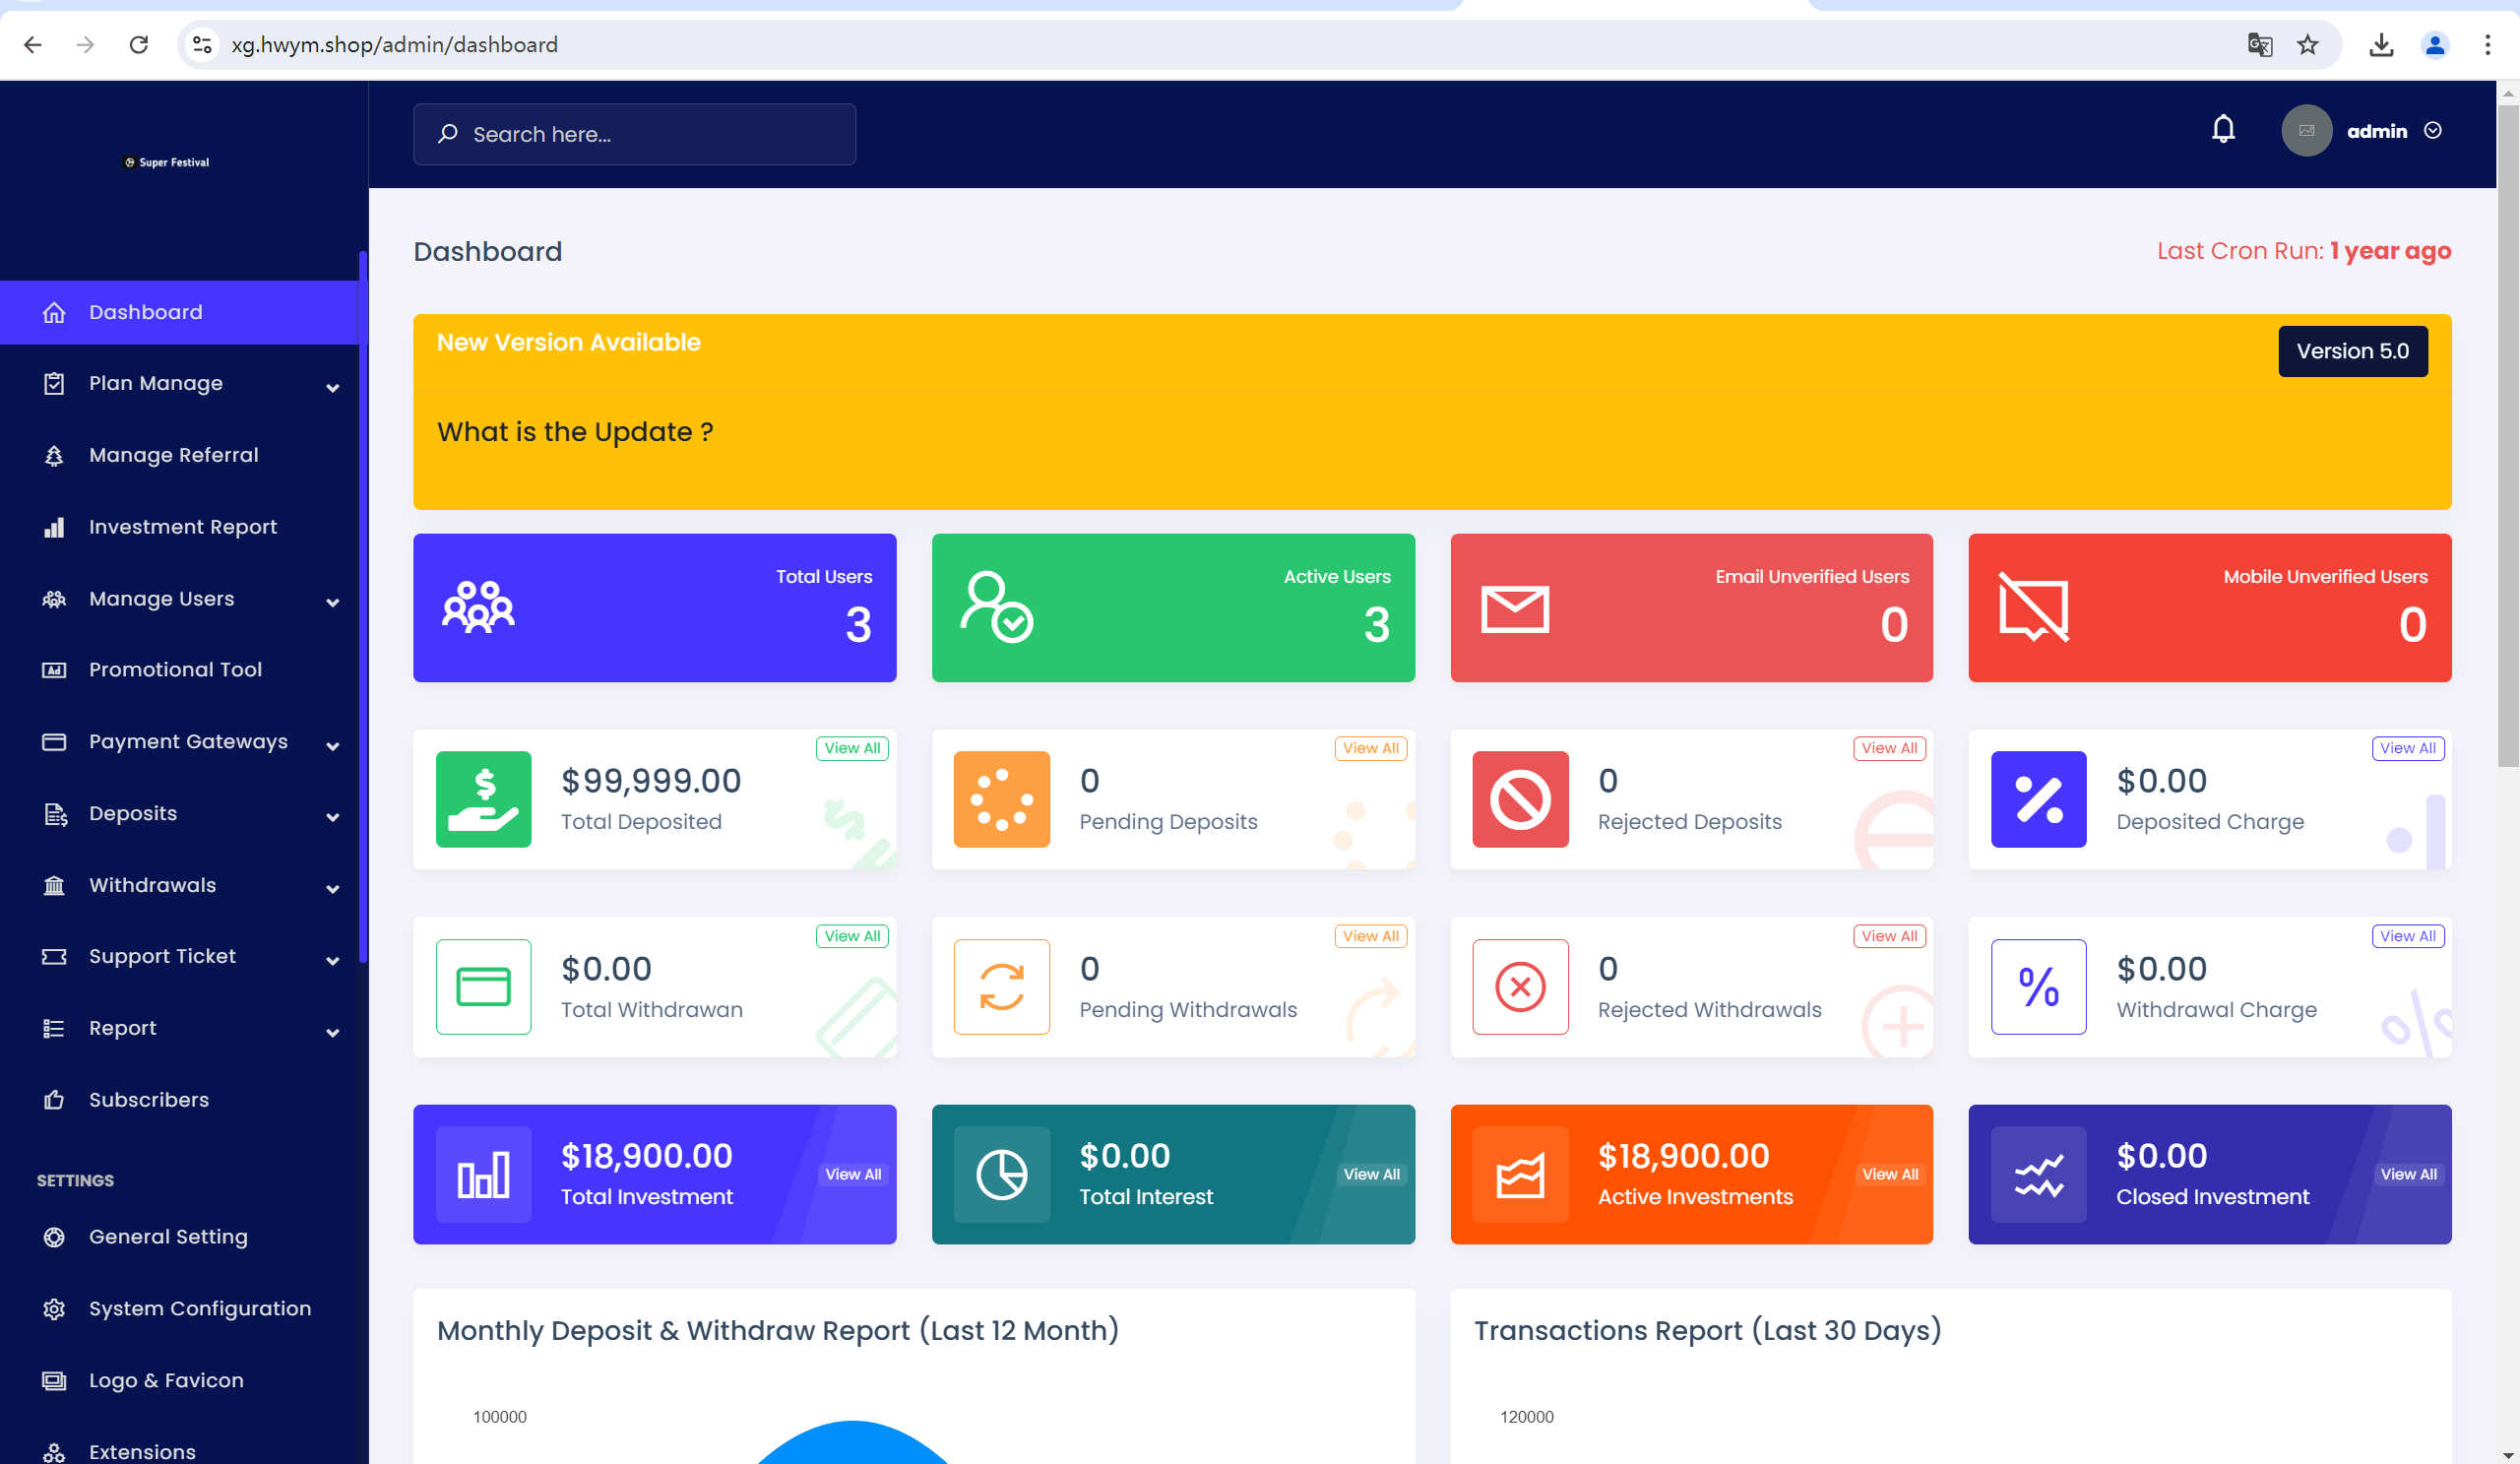 xg.hwym.shop/admin/dashboard
Super Festival
Search here...
admin
Dashboard
Plan Manage
Manage Referral
Investment Report
Manage Users
Promotional Tool
Payment Gateways
Deposits
Withdrawals
Support Ticket
Report
Subscribers
SETTINGS
General Setting
System Configuration
Logo & Favicon
Extensions
Dashboard
Last Cron Run: 1 year ago
New Version Available
Version 5.0
What is the Update ?
Total Users
3
Active Users
3
Email Unverified Users
0
Mobile Unverified Users
0
View All
$99,999.00
Total Deposited
View All
0
Pending Deposits
View All
0
Rejected Deposits
View All
$0.00
Deposited Charge
View All
$0.00
Total Withdrawan
View All
0
Pending Withdrawals
View All
0
Rejected Withdrawals
View All
$0.00
Withdrawal Charge
$18,900.00
Total Investment
View All
$0.00
Total Interest
View All
$18,900.00
Active Investments
View All
$0.00
Closed Investment
View All
Monthly Deposit & Withdraw Report (Last 12 Month)
100000
Transactions Report (Last 30 Days)
120000